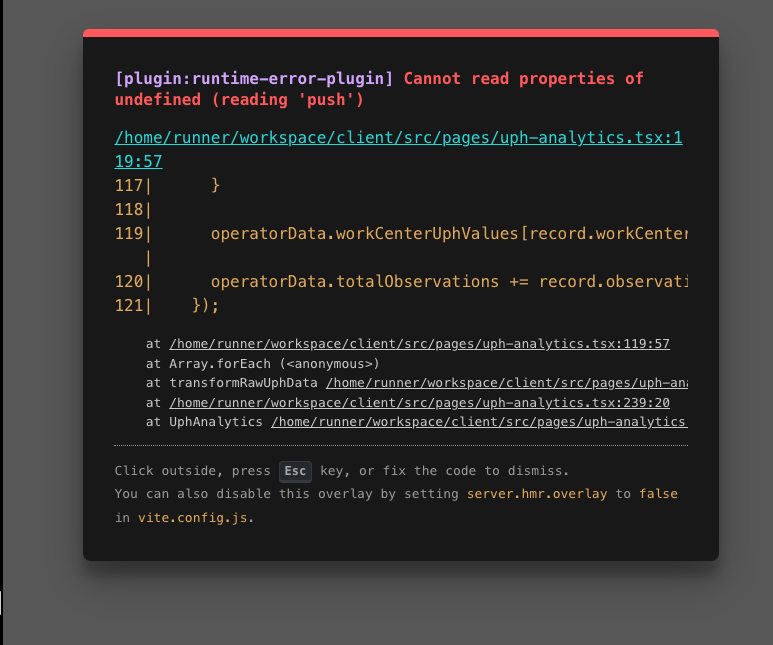 [plugin:runtime-error-plugin] Cannot read properties of
undefined (reading 'push')
/home/runner/workspace/client/src/pages/uph-analytics.tsx:1
19:57
117|      }
118|
119|      operatorData.workCenterUphValues[record.workCenter
|
120|      operatorData.totalObservations += record.observati
121|    });
at /home/runner/workspace/client/src/pages/uph-analytics.tsx:119:57
at Array.forEach (<anonymous>)
at transformRawUphData /home/runner/workspace/client/src/pages/uph-ana
at /home/runner/workspace/client/src/pages/uph-analytics.tsx:239:20
at UphAnalytics /home/runner/workspace/client/src/pages/uph-analytics.
Click outside, press Esc key, or fix the code to dismiss.
You can also disable this overlay by setting server.hmr.overlay to false
in vite.config.js.